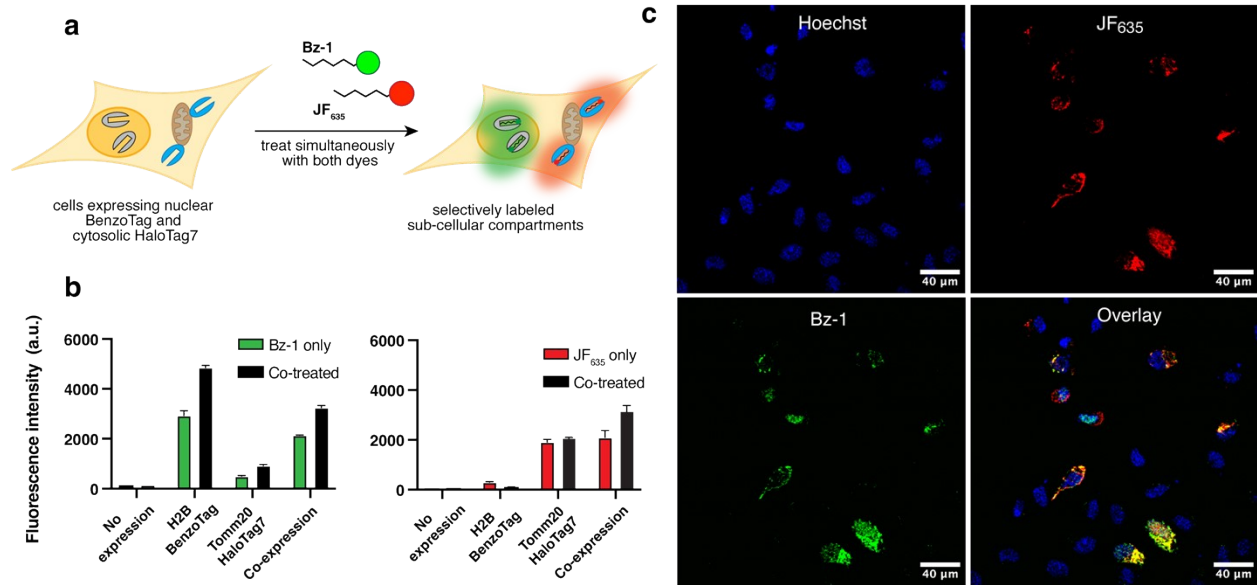 a
Bz-1
JF635
treat simultaneously
with both dyes
cells expressing nuclear
BenzoTag and
cytosolic HaloTag7
selectively labeled
sub-cellular compartments
b
Fluorescence intensity (a.u.)
6000
4000
2000
0
Bz-1 only
Co-treated
No
expression
H2B
BenzoTag
Tomm20
HaloTag7
Co-expression
6000
4000
2000
0
JF635 only
Co-treated
No
expression
H2B
BenzoTag
Tomm20
HaloTag7
Co-expression
c
Hoechst
40 μm
JF635
40 μm
Bz-1
40 μm
Overlay
40 μm